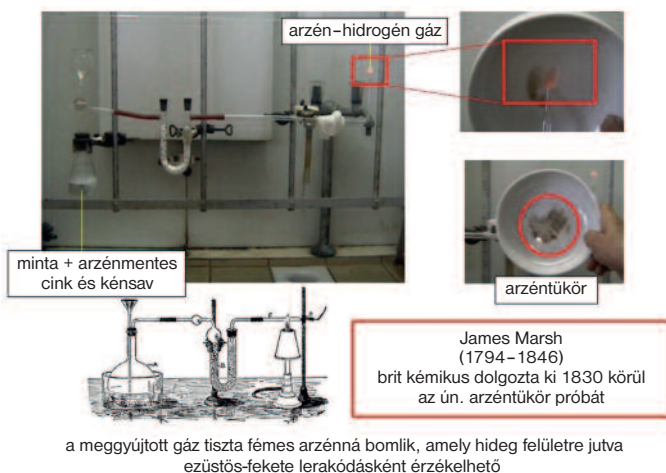 arzén–hidrogén gáz
minta + arzénmentes
cink és kénsav
arzéntükör
James Marsh
(1794–1846)
brit kémikus dolgozta ki 1830 körül
az ún. arzéntükör próbát
a meggyújtott gáz tiszta fémes arzénná bomlik, amely hideg felületre jutva
ezüstös-fekete lerakódásként érzékelhető